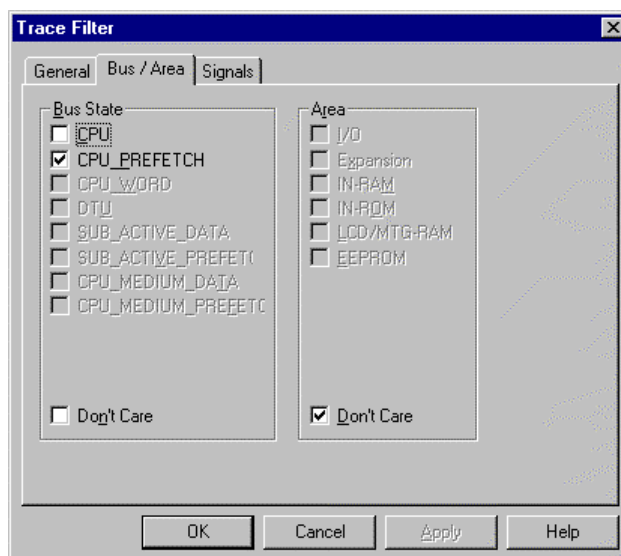 Trace Filter
General Bus / Area Signals
Bus State
CPU
CPU_PREFETCH
CPU_WORD
DTU
SUB_ACTIVE_DATA
SUB_ACTIVE_PREFETC
CPU_MEDIUM_DATA
CPU_MEDIUM_PREFETC
Don't Care
Area
I/O
Expansion
IN-RAM
IN-ROM
LCD/MTG-RAM
EEPROM
Don't Care
OK Cancel Apply Help